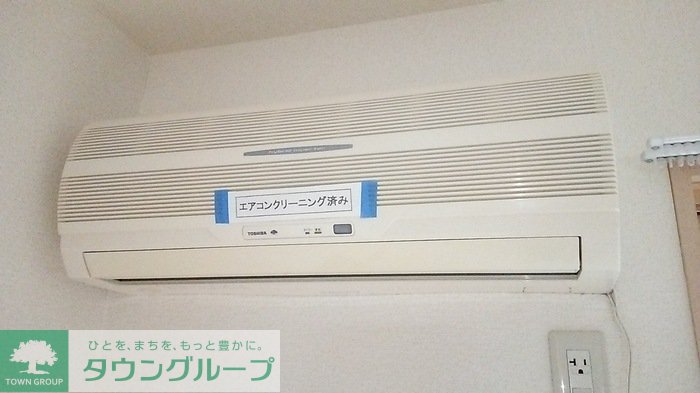 エアコンクリーニング済み
TOSHIBA
ひとを、まちを、もっと豊かに。
タウングループ
TOWN GROUP